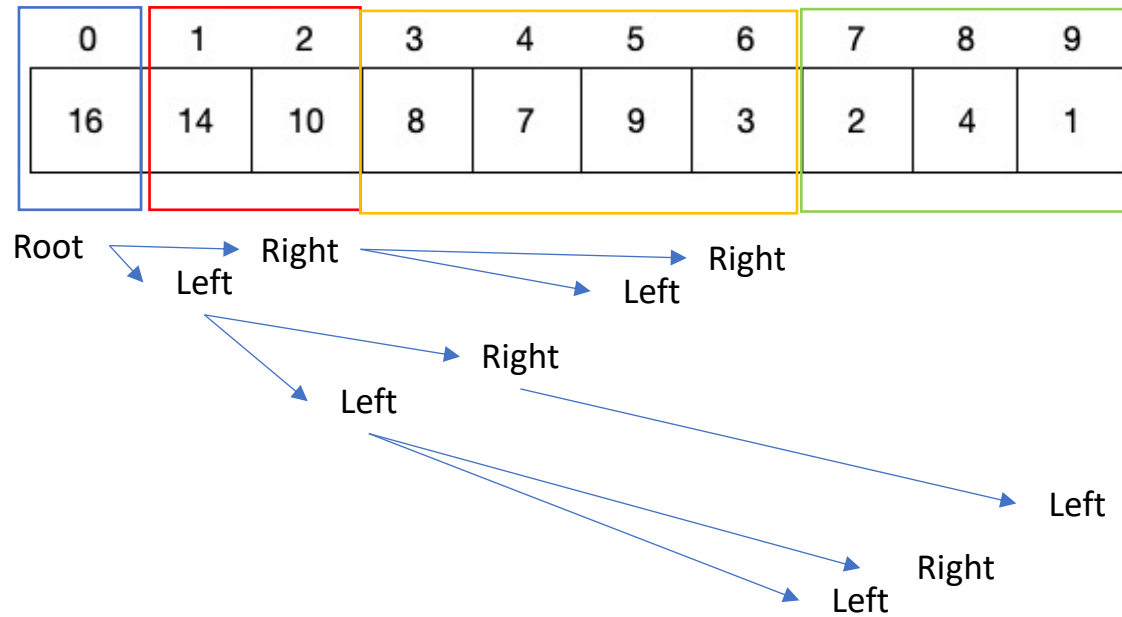 0 1 2 3 4 5 6 7 8 9
16 14 10 8 7 9 3 2 4 1
Root Right Right
Left Left
Right
Left
Left
Right
Left